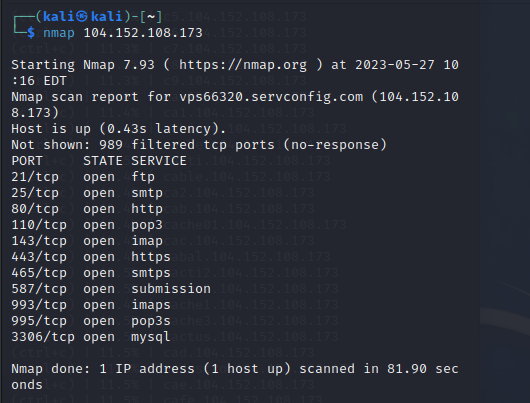 ┌──(kali㉿kali)-[~]
└─$ nmap 104.152.108.173
Starting Nmap 7.93 ( https://nmap.org ) at 2023-05-27 10
:16 EDT
Nmap scan report for vps66320.servconfig.com (104.152.10
8.173)
Host is up (0.43s latency).
Not shown: 989 filtered tcp ports (no-response)
PORT     STATE SERVICE
21/tcp   open  ftp
25/tcp   open  smtp
80/tcp   open  http
110/tcp  open  pop3
143/tcp  open  imap
443/tcp  open  https
465/tcp  open  smtps
587/tcp  open  submission
993/tcp  open  imaps
995/tcp  open  pop3s
3306/tcp open  mysql
Nmap done: 1 IP address (1 host up) scanned in 81.90 sec
onds